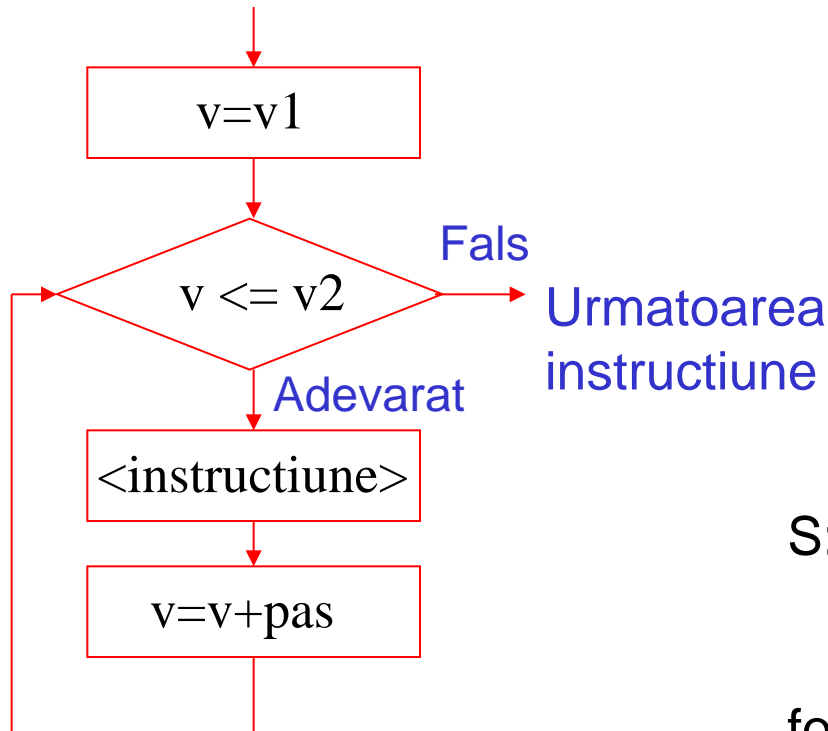 v=v1
Fals
v <= v2
Urmatoarea
instructiune
Adevarat
<instructiune>
v=v+pas